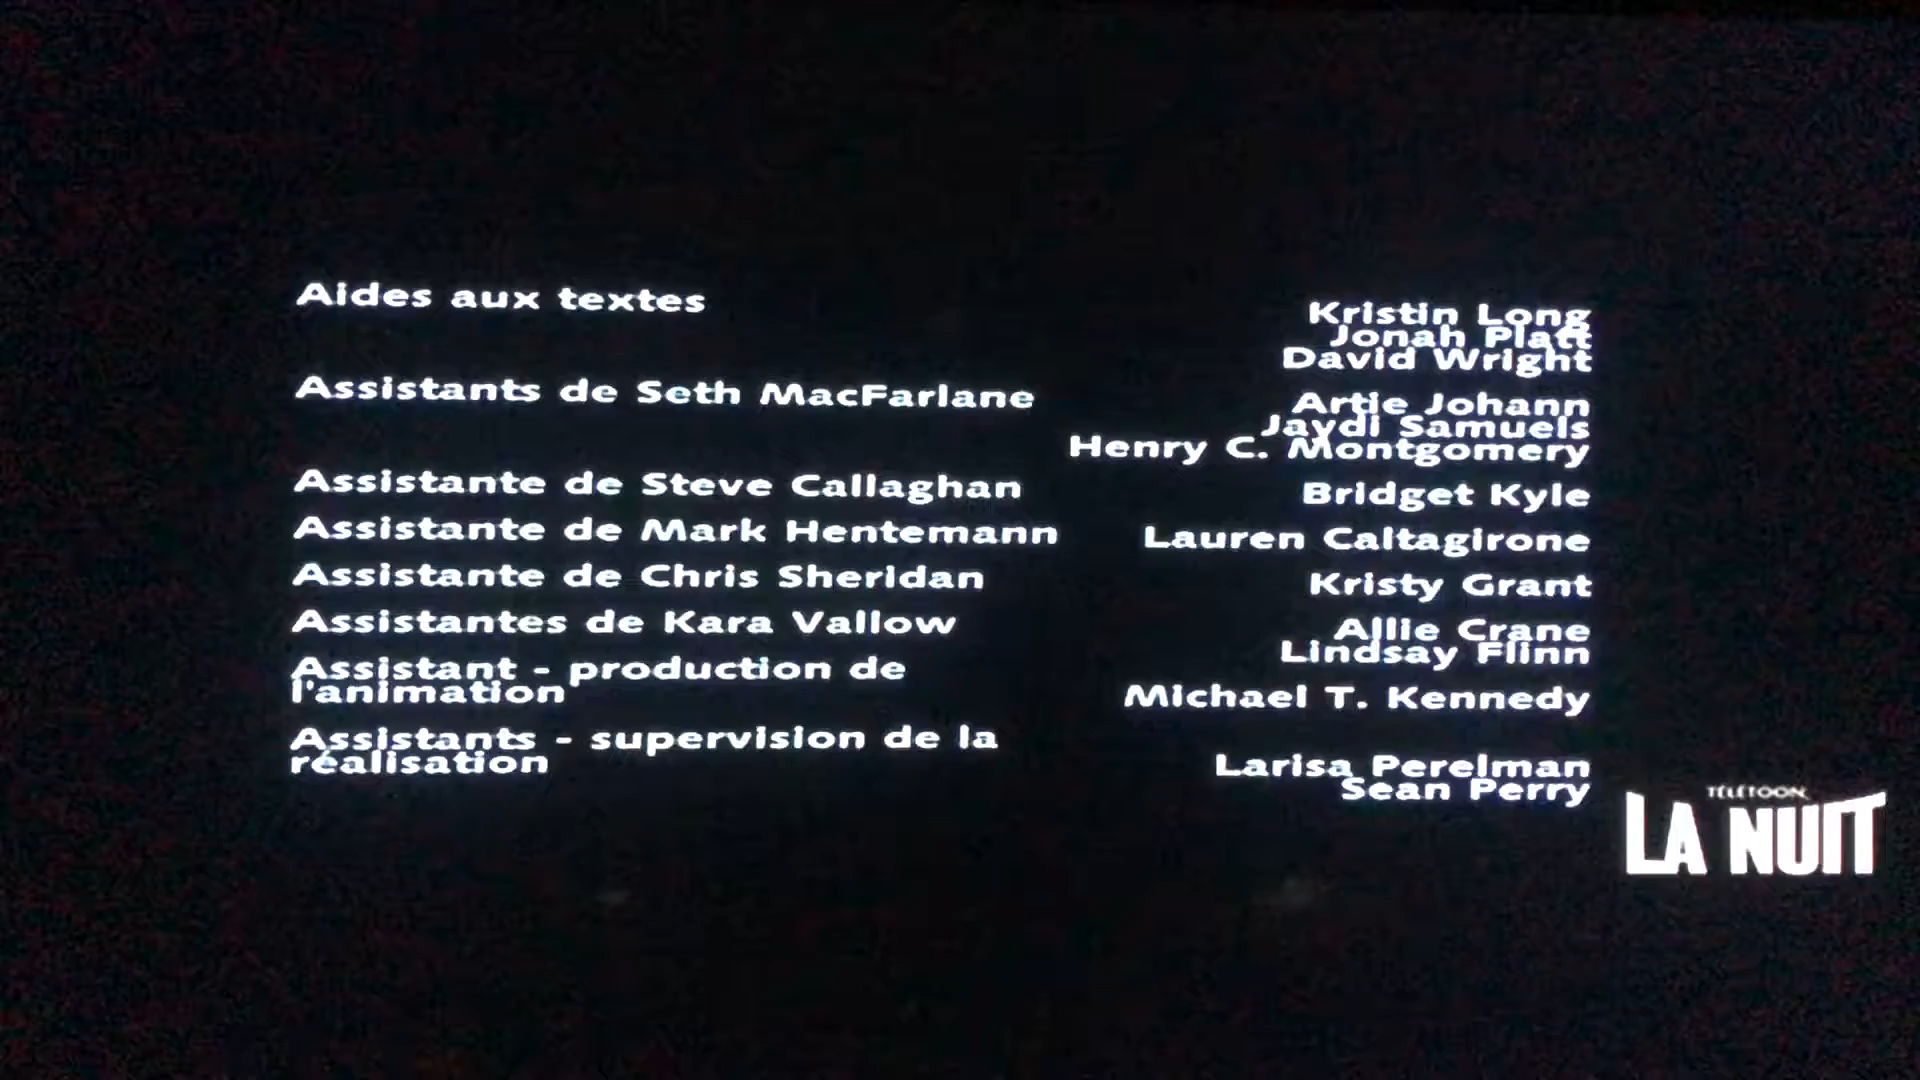 Aides aux textes
Kristin Long
Jonah Platt
David Wright
Assistants de Seth MacFarlane
Artie Johann
Jaydi Samuels
Henry C. Montgomery
Assistante de Steve Callaghan
Bridget Kyle
Assistante de Mark Hentemann
Lauren Caltagirone
Assistante de Chris Sheridan
Kristy Grant
Assistantes de Kara Vallow
Allie Crane
Lindsay Flinn
Assistant - production de
l'animation
Michael T. Kennedy
Assistants - supervision de la
réalisation
Larisa Perelman
Sean Perry
TÉLÉTOON
LA NUIT